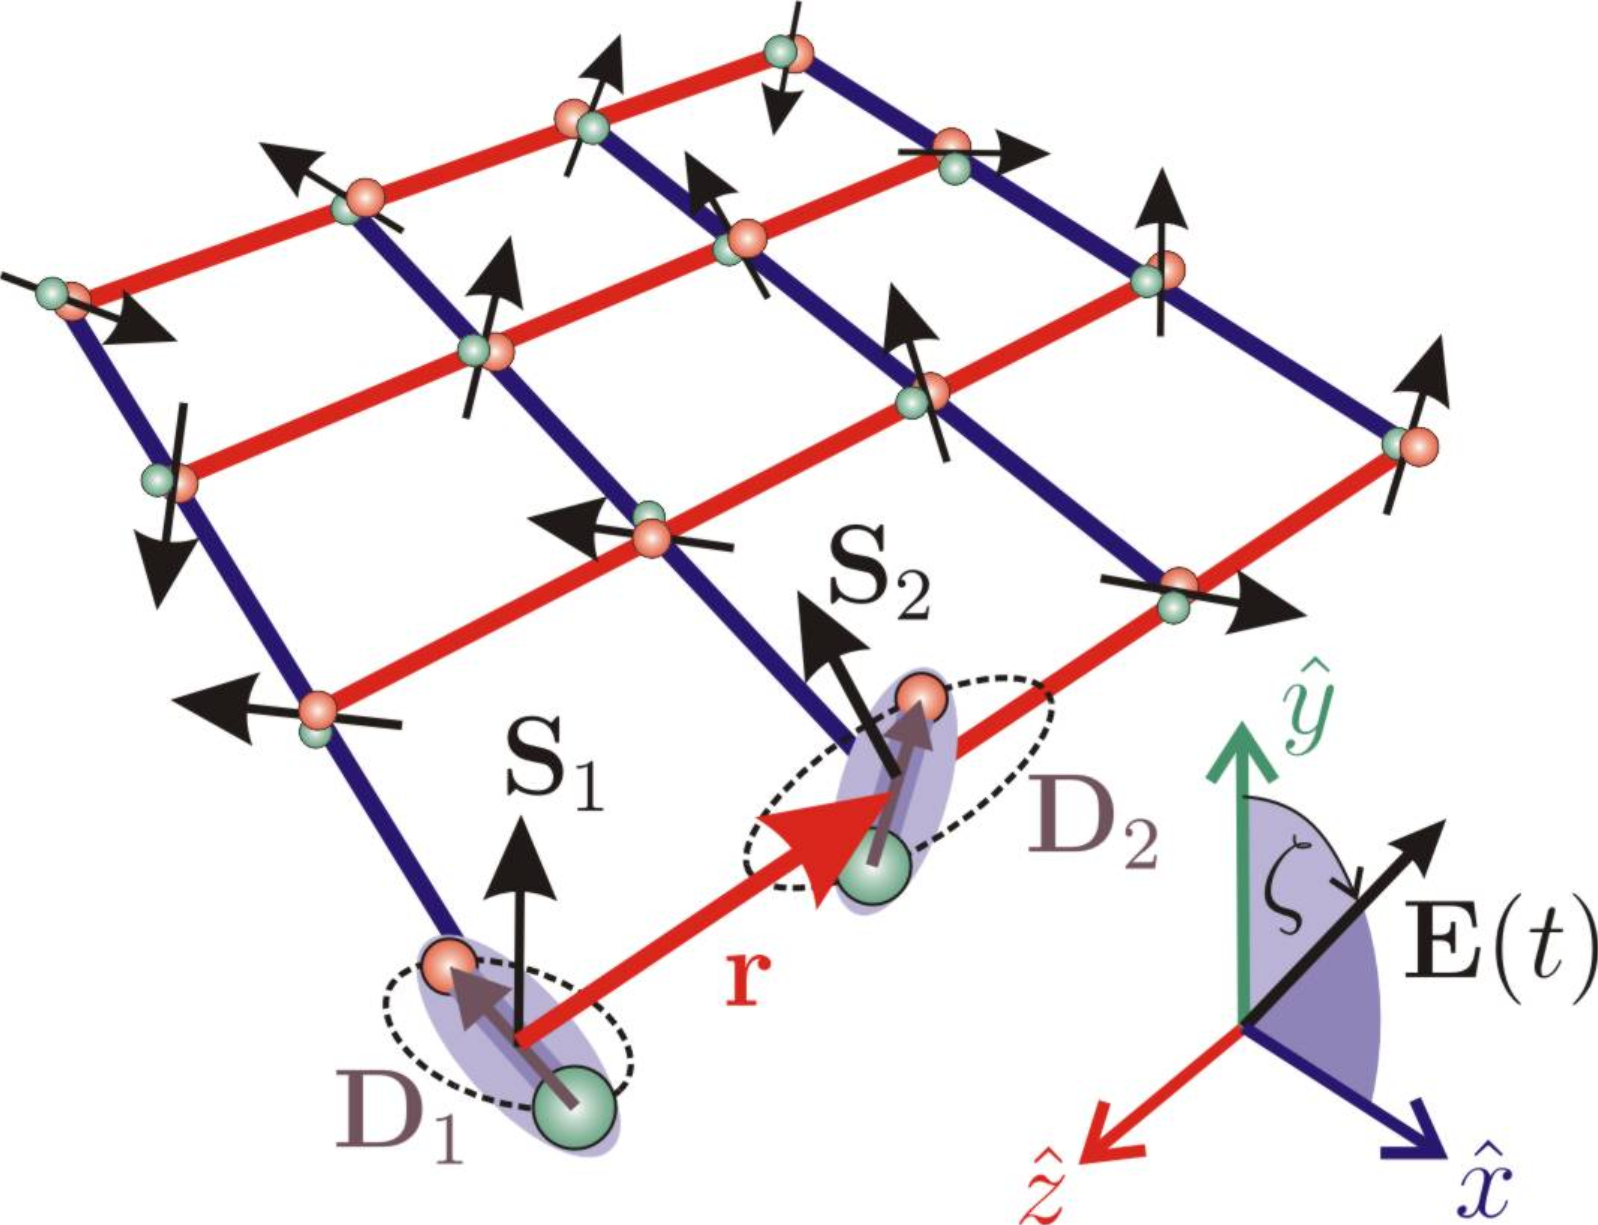 S₂
S₁
D₂
r
D₁
ŷ
ζ
E(t)
ẑ
x̂